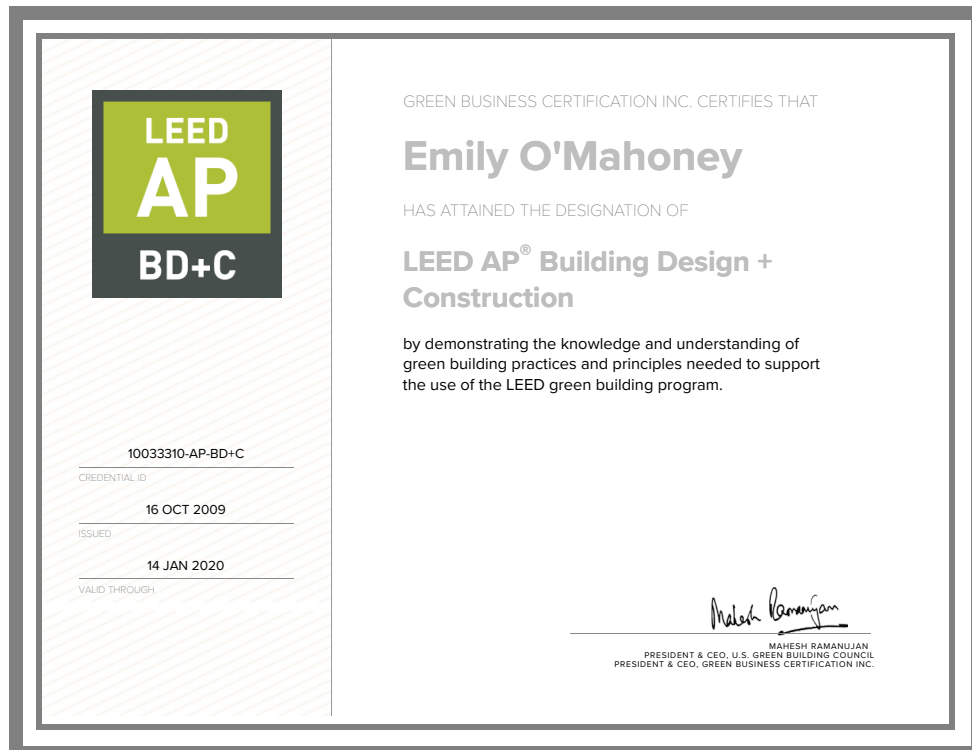 LEED
AP
BD+C
10033310-AP-BD+C
CREDENTIAL ID
16 OCT 2009
ISSUED
14 JAN 2020
VALID THROUGH
GREEN BUSINESS CERTIFICATION INC. CERTIFIES THAT
Emily O'Mahoney
HAS ATTAINED THE DESIGNATION OF
LEED AP® Building Design +
Construction
by demonstrating the knowledge and understanding of
green building practices and principles needed to support
the use of the LEED green building program.
Mahesh Ramanujan
MAHESH RAMANUJAN
PRESIDENT & CEO, U.S. GREEN BUILDING COUNCIL
PRESIDENT & CEO, GREEN BUSINESS CERTIFICATION INC.